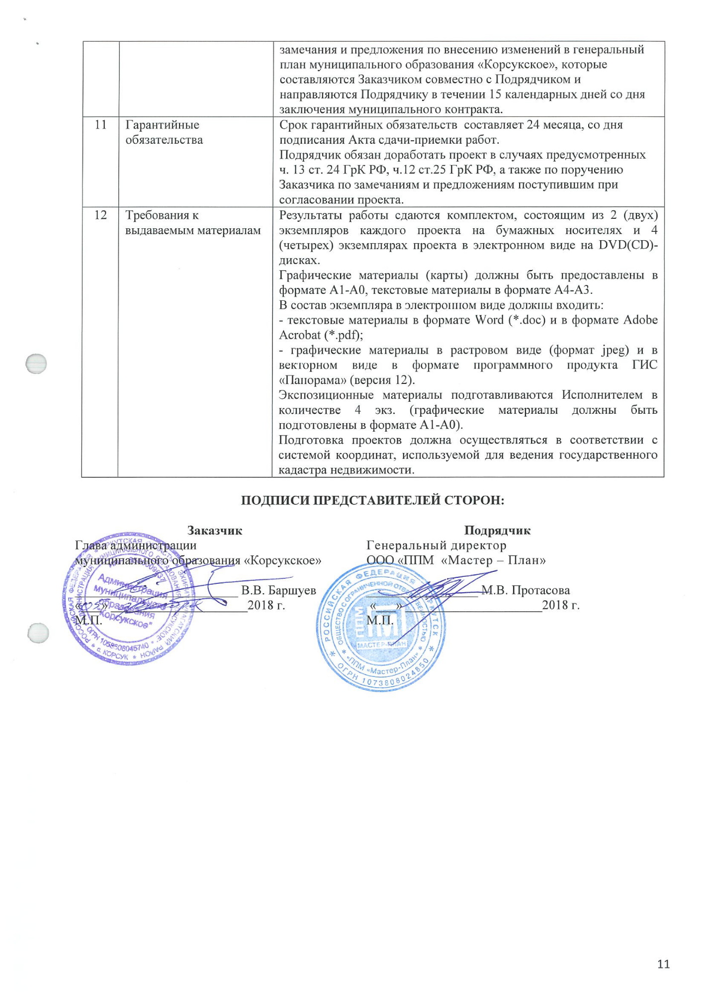 замечания и предложения по внесению изменений в генеральный
план муниципального образования «Корсукское», которые
составляются Заказчиком совместно с Подрядчиком и
направляются Подрядчику в течении 15 календарных дней со дня
заключения муниципального контракта.
11 Гарантийные обязательства
Срок гарантийных обязательств составляет 24 месяца, со дня
подписания Акта сдачи-приемки работ.
Подрядчик обязан доработать проект в случаях предусмотренных
ч. 13 ст. 24 ГрК РФ, ч.12 ст.25 ГрК РФ, а также по поручению
Заказчика по замечаниям и предложениям поступившим при
согласовании проекта.
12 Требования к выдаваемым материалам
Результаты работы сдаются комплектом, состоящим из 2 (двух)
экземпляров каждого проекта на бумажных носителях и 4
(четырех) экземплярах проекта в электронном виде на DVD(CD)-
дисках.
Графические материалы (карты) должны быть предоставлены в
формате А1-А0, текстовые материалы в формате А4-А3.
В состав экземпляра в электронном виде должны входить:
- текстовые материалы в формате Word (*.doc) и в формате Adobe
Acrobat (*.pdf);
- графические материалы в растровом виде (формат jpeg) и в
векторном виде в формате программного продукта ГИС
«Панорама» (версия 12).
Экспозиционные материалы подготавливаются Исполнителем в
количестве 4 экз. (графические материалы должны быть
подготовлены в формате А1-А0).
Подготовка проектов должна осуществляться в соответствии с
системой координат, используемой для ведения государственного
кадастра недвижимости.
ПОДПИСИ ПРЕДСТАВИТЕЛЕЙ СТОРОН:
Заказчик
Глава администрации
муниципального образования «Корсукское»
В.В. Баршуев
«05» 2018 г.
М.П.
Администрация
муниципального
образования
"Корсукское"
РОССИЙСКАЯ ФЕДЕРАЦИЯ * ИРКУТСКАЯ ОБЛАСТЬ * ЭХИРИТ-БУЛАГАТСКИЙ РАЙОН * с. КОРСУК *
ОГРН 1058506045740
Подрядчик
Генеральный директор
ООО «ППМ «Мастер – План»
М.В. Протасова
«___» 2018 г.
М.П.
* РОССИЙСКАЯ ФЕДЕРАЦИЯ г. ИРКУТСК *
ОГРН 1073808024850
ОБЩЕСТВО С ОГРАНИЧЕННОЙ ОТВЕТСТВЕННОСТЬЮ
* «ППМ «Мастер-План» *
ППМ
МАСТЕР-ПЛАН
11